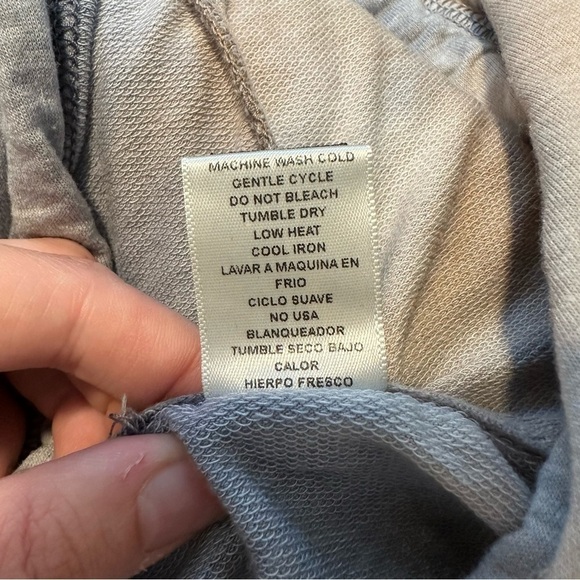 MACHINE WASH COLD
GENTLE CYCLE
DO NOT BLEACH
TUMBLE DRY
LOW HEAT
COOL IRON
LAVAR A MAQUINA EN
FRIO
CICLO SUAVE
NO USA
BLANQUEADOR
TUMBLE SECO BAJO
CALOR
HIERPO FRESCO